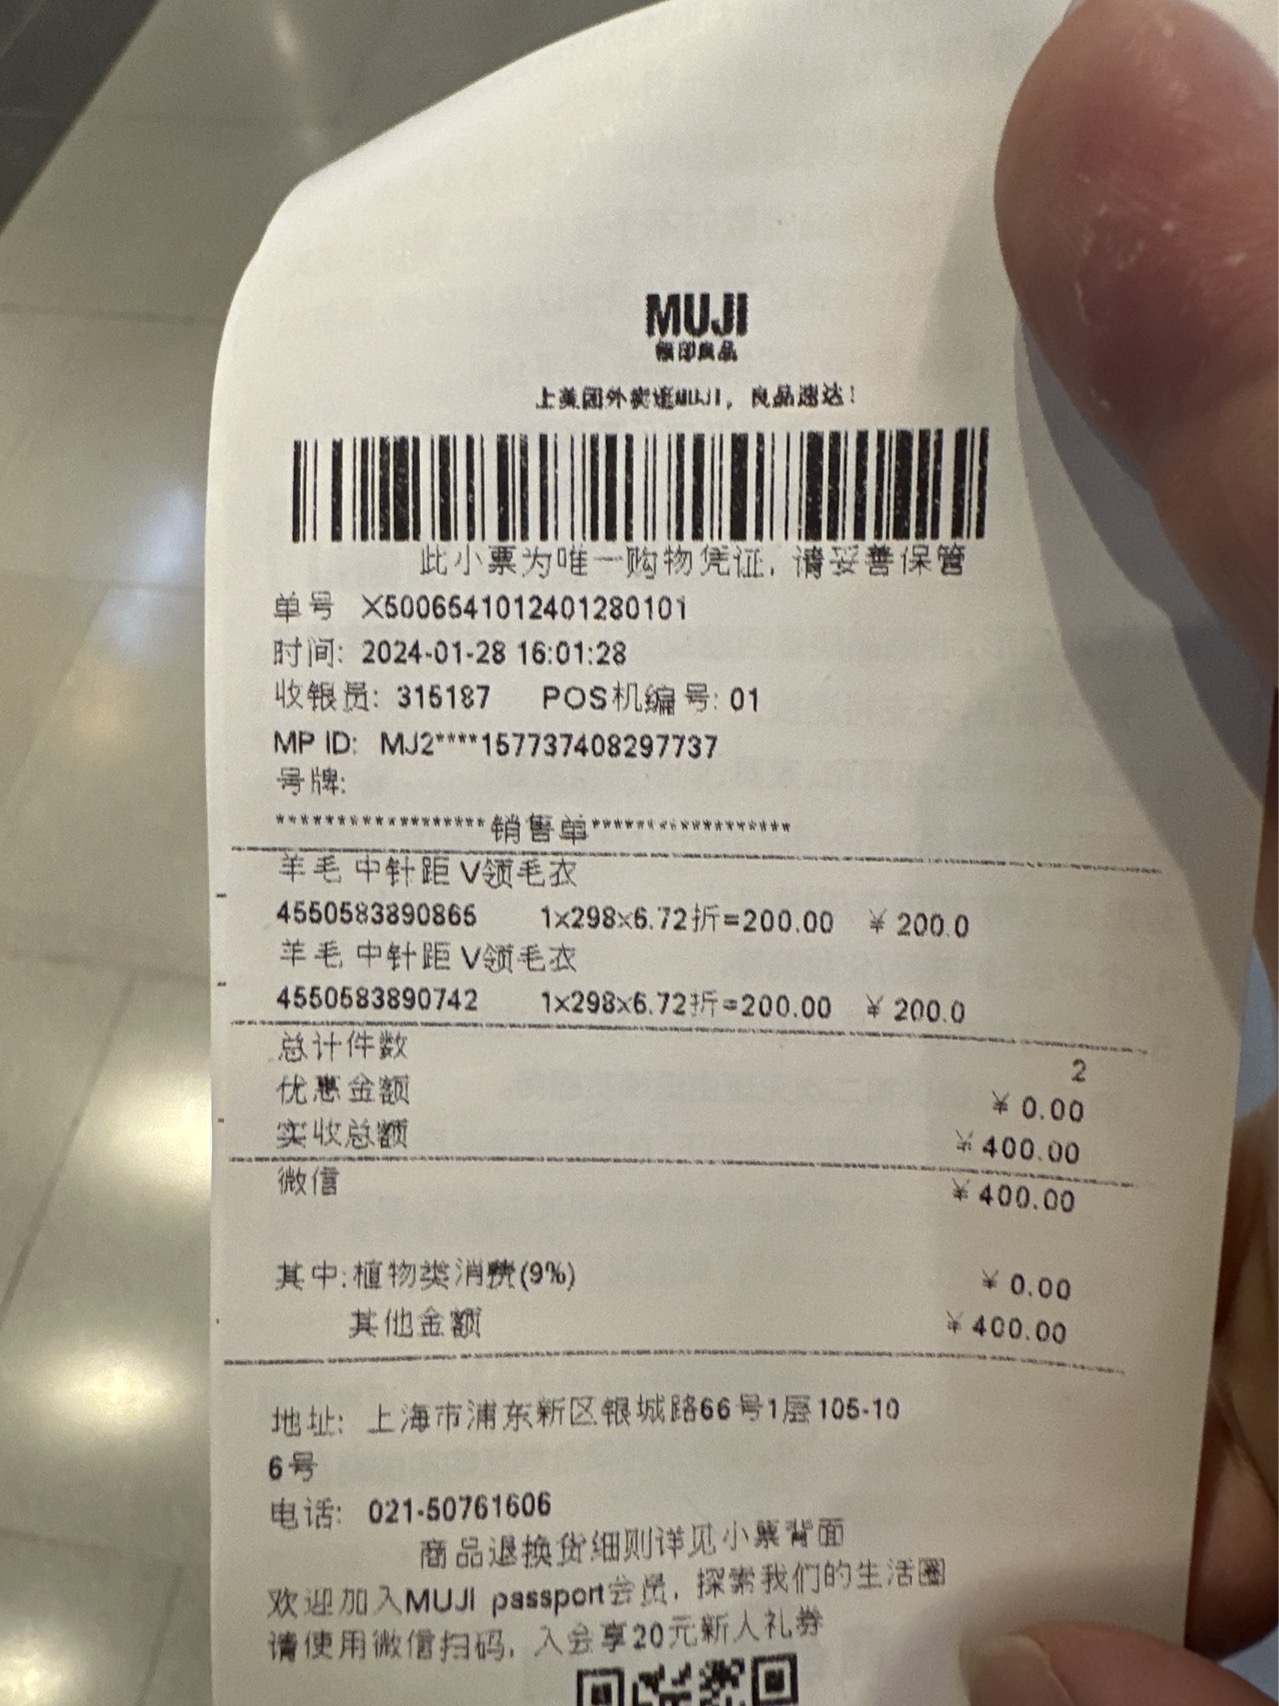 MUJI
無印良品
上美团外卖逛MUJI，良品速达！
此小票为唯一购物凭证，请妥善保管
单号 X5006541012401280101
时间: 2024-01-28 16:01:28
收银员: 315187 POS机编号: 01
MP ID: MJ2****157737408297737
号牌:
********************销售单********************
羊毛 中针距 V领毛衣
4550583890865 1x298x6.72折=200.00 ¥ 200.0
羊毛 中针距 V领毛衣
4550583890742 1x298x6.72折=200.00 ¥ 200.0
总计件数 2
优惠金额 ¥ 0.00
实收总额 ¥ 400.00
微信 ¥ 400.00
其中:植物类消费(9%) ¥ 0.00
其他金额 ¥ 400.00
地址: 上海市浦东新区银城路66号1层105-10
6号
电话: 021-50761606
商品退换货细则详见小票背面
欢迎加入MUJI passport会员，探索我们的生活圈
请使用微信扫码，入会享20元新人礼券